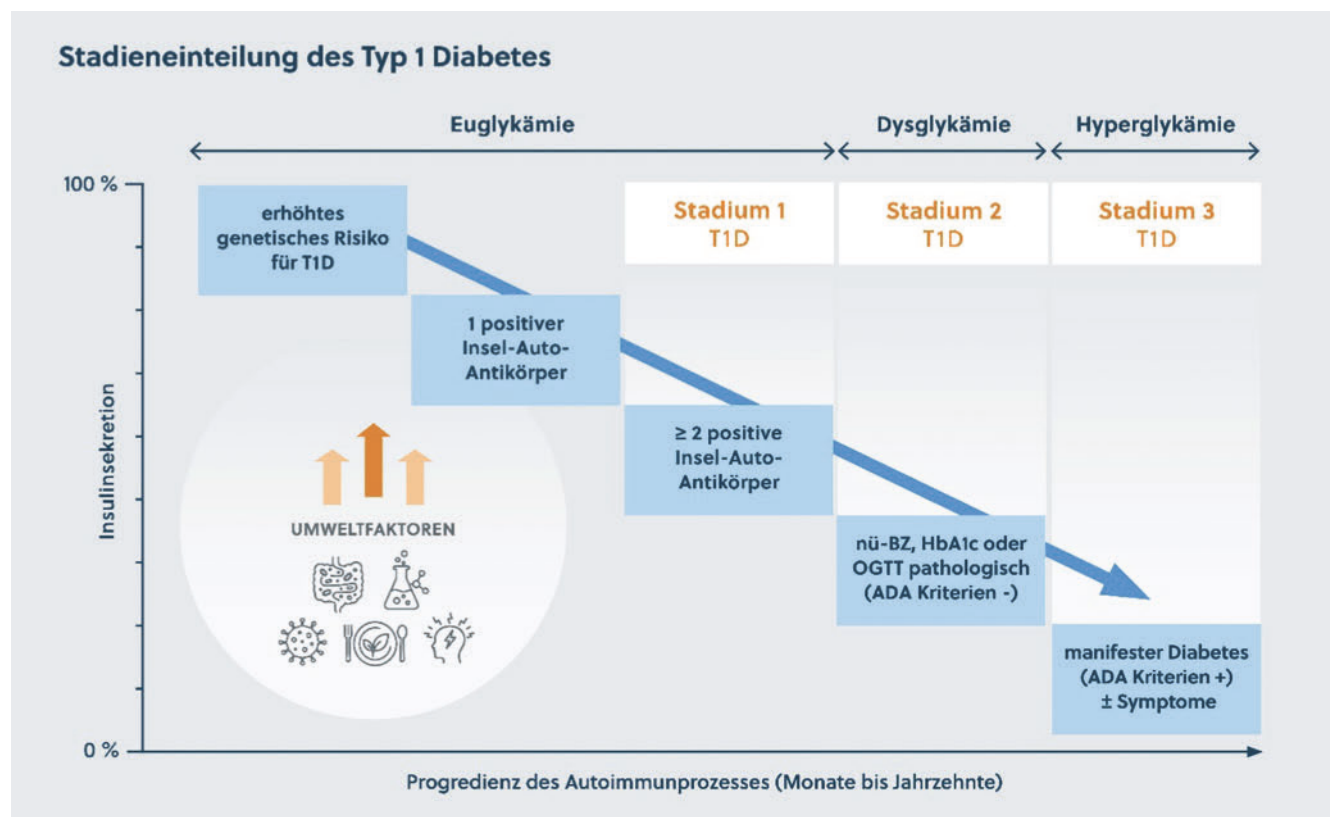 Stadieneinteilung des Typ 1 Diabetes
Euglykämie
Dysglykämie
Hyperglykämie
100 %
erhöhtes
genetisches Risiko
für T1D
Stadium 1
T1D
Stadium 2
T1D
Stadium 3
T1D
1 positiver
Insel-Auto-
Antikörper
≥ 2 positive
Insel-Auto-
Antikörper
Insulinsekretion
UMWELTFAKTOREN
nü-BZ, HbA1c oder
OGTT pathologisch
(ADA Kriterien -)
manifester Diabetes
(ADA Kriterien +)
± Symptome
0 %
Progredienz des Autoimmunprozesses (Monate bis Jahrzehnte)